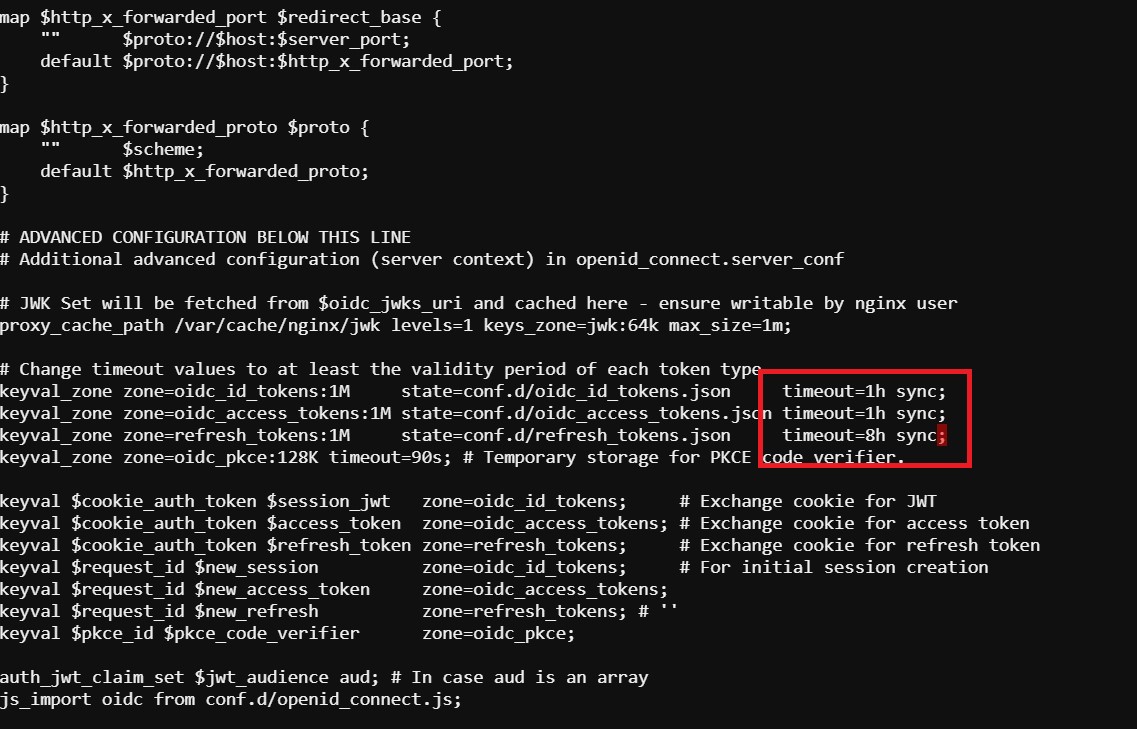 map $http_x_forwarded_port $redirect_base {
    ""      $proto://$host:$server_port;
    default $proto://$host:$http_x_forwarded_port;
}

map $http_x_forwarded_proto $proto {
    ""      $scheme;
    default $http_x_forwarded_proto;
}

# ADVANCED CONFIGURATION BELOW THIS LINE
# Additional advanced configuration (server context) in openid_connect.server_conf

# JWK Set will be fetched from $oidc_jwks_uri and cached here - ensure writable by nginx user
proxy_cache_path /var/cache/nginx/jwk levels=1 keys_zone=jwk:64k max_size=1m;

# Change timeout values to at least the validity period of each token type
keyval_zone zone=oidc_id_tokens:1M     state=conf.d/oidc_id_tokens.json     timeout=1h sync;
keyval_zone zone=oidc_access_tokens:1M state=conf.d/oidc_access_tokens.json timeout=1h sync;
keyval_zone zone=refresh_tokens:1M     state=conf.d/refresh_tokens.json     timeout=8h sync;
keyval_zone zone=oidc_pkce:128K timeout=90s; # Temporary storage for PKCE code verifier.

keyval $cookie_auth_token $session_jwt   zone=oidc_id_tokens;     # Exchange cookie for JWT
keyval $cookie_auth_token $access_token  zone=oidc_access_tokens; # Exchange cookie for access token
keyval $cookie_auth_token $refresh_token zone=refresh_tokens;     # Exchange cookie for refresh token
keyval $request_id $new_session          zone=oidc_id_tokens;     # For initial session creation
keyval $request_id $new_access_token     zone=oidc_access_tokens;
keyval $request_id $new_refresh          zone=refresh_tokens; # ''
keyval $pkce_id $pkce_code_verifier      zone=oidc_pkce;

auth_jwt_claim_set $jwt_audience aud; # In case aud is an array
js_import oidc from conf.d/openid_connect.js;